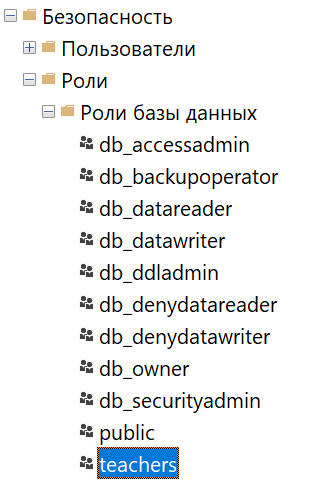 Безопасность
Пользователи
Роли
Роли базы данных
db_accessadmin
db_backupoperator
db_datareader
db_datawriter
db_ddladmin
db_denydatareader
db_denydatawriter
db_owner
db_securityadmin
public
teachers